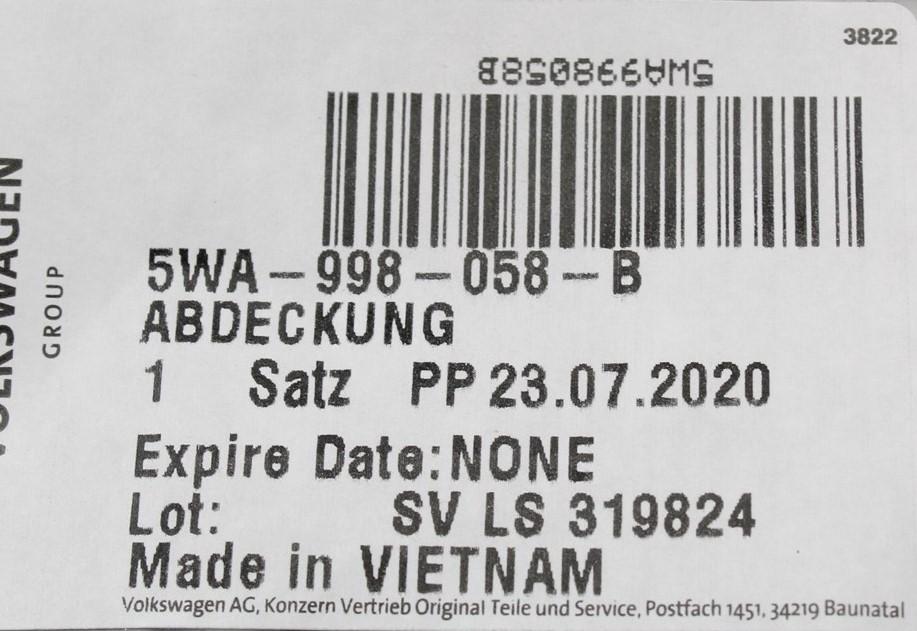 3822
5WA998058B
5WA-998-058-B
ABDECKUNG
1 Satz PP 23.07.2020
Expire Date:NONE
Lot: SV LS 319824
Made in VIETNAM
Volkswagen AG, Konzern Vertrieb Original Teile und Service, Postfach 1451, 34219 Baunatal
VOLKSWAGEN
GROUP